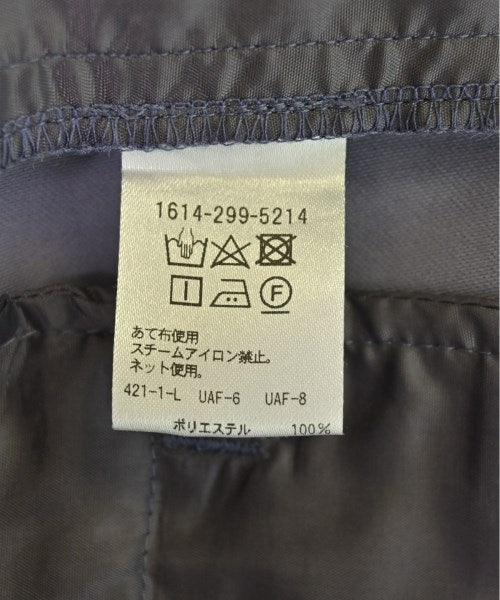 1614-299-5214
F
あて布使用
スチームアイロン禁止。
ネット使用。
421-1-L UAF-6 UAF-8
ポリエステル 100%